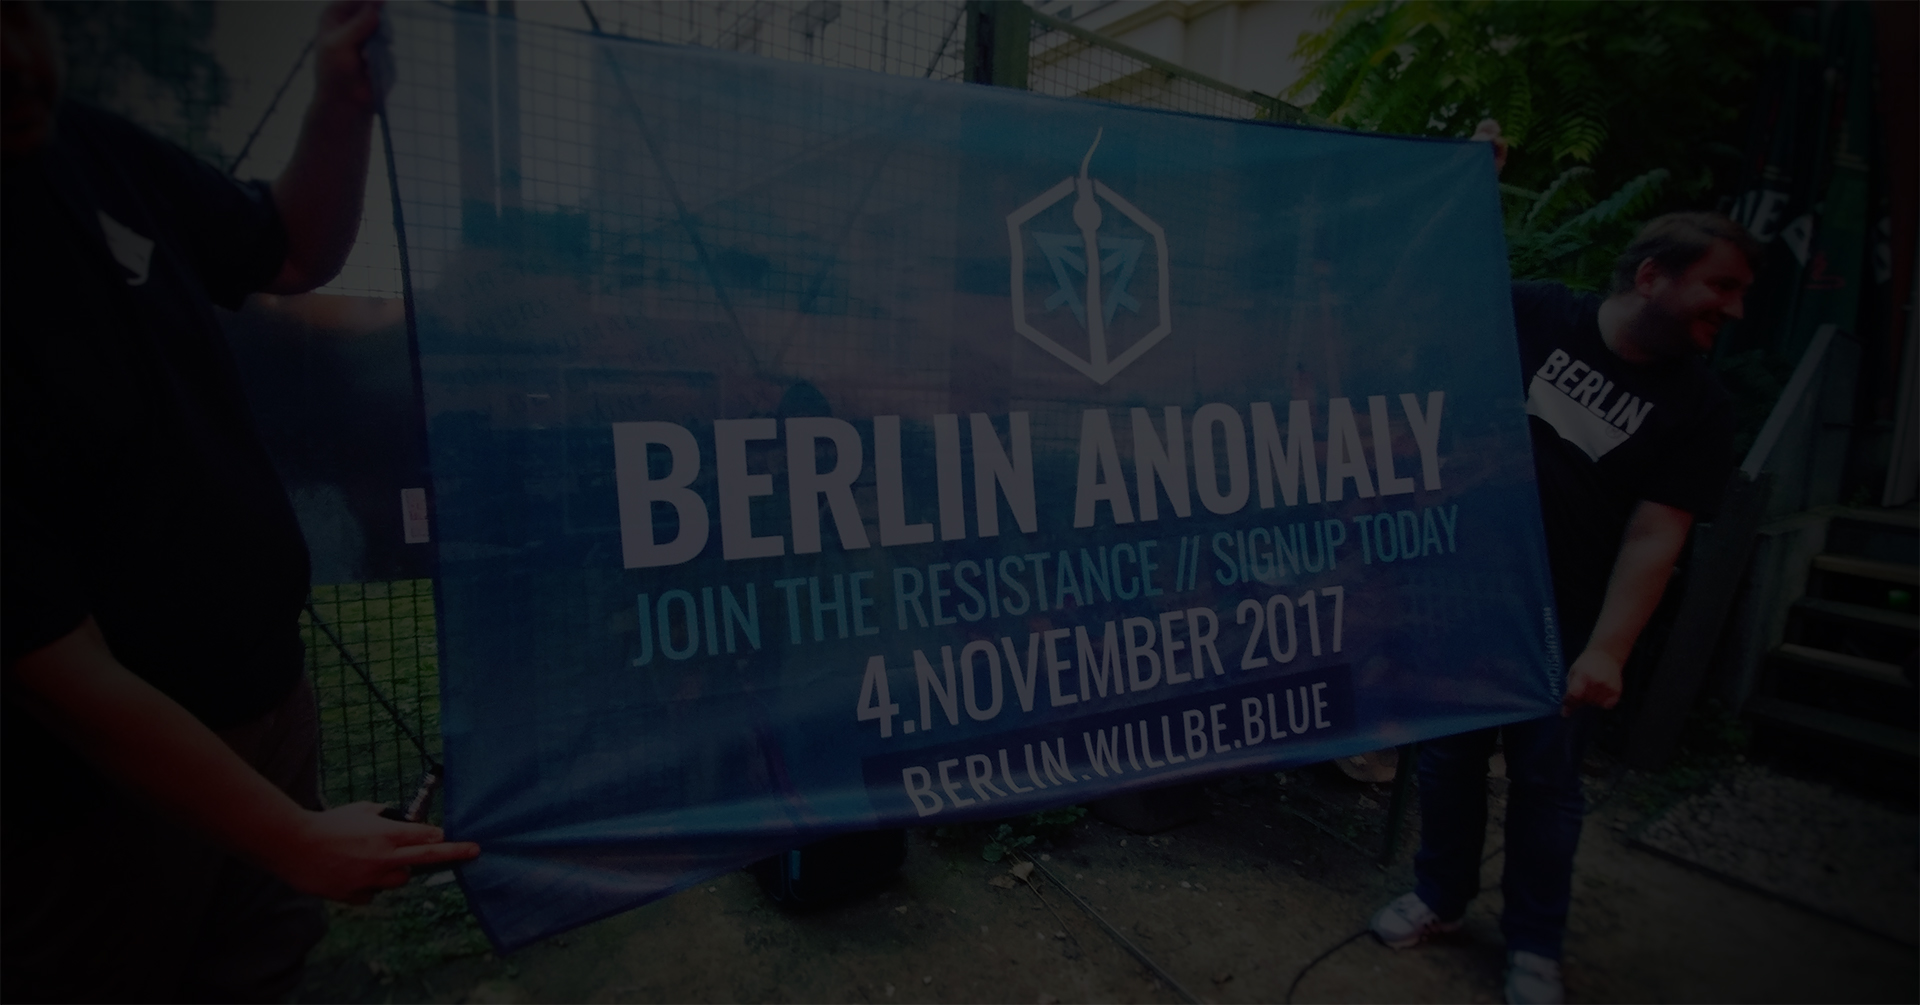 BERLIN ANOMALY
JOIN THE RESISTANCE // SIGNUP TODAY
4.NOVEMBER 2017
BERLIN.WILLBE.BLUE
BERLIN